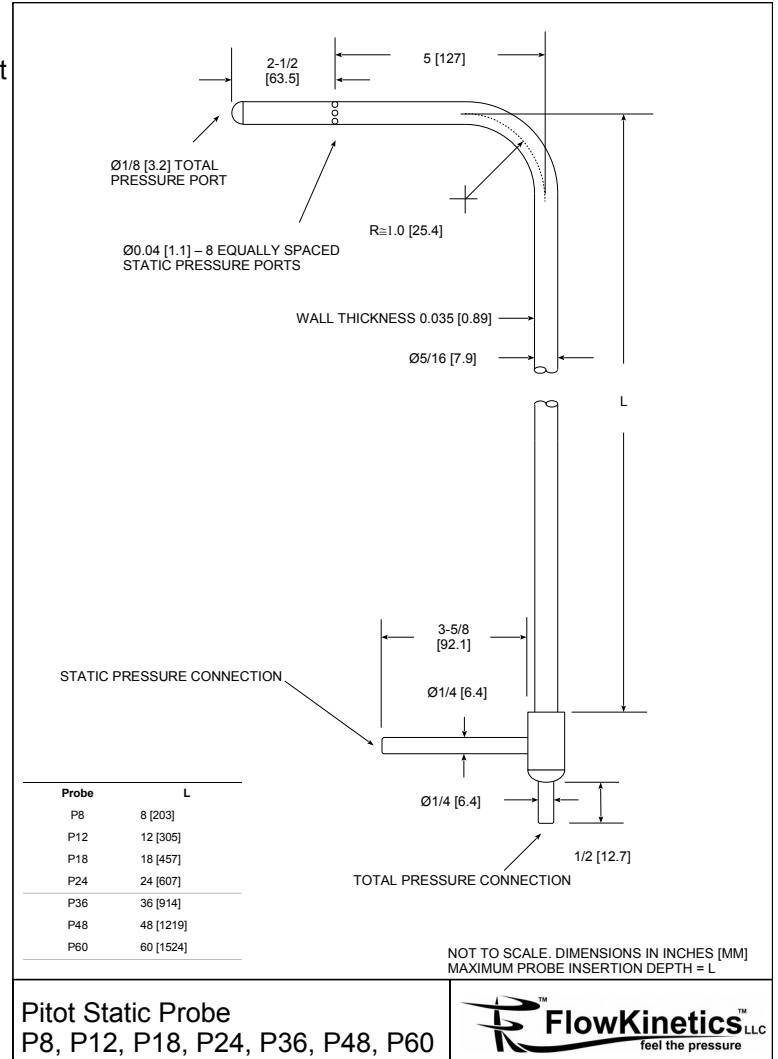 t
2-1/2
[63.5]
5 [127]
Ø1/8 [3.2] TOTAL
PRESSURE PORT
Ø0.04 [1.1] – 8 EQUALLY SPACED
STATIC PRESSURE PORTS
R≅1.0 [25.4]
WALL THICKNESS 0.035 [0.89]
Ø5/16 [7.9]
L
3-5/8
[92.1]
STATIC PRESSURE CONNECTION
Ø1/4 [6.4]
Ø1/4 [6.4]
1/2 [12.7]
TOTAL PRESSURE CONNECTION
Probe L
P8 8 [203]
P12 12 [305]
P18 18 [457]
P24 24 [607]
P36 36 [914]
P48 48 [1219]
P60 60 [1524]
NOT TO SCALE. DIMENSIONS IN INCHES [MM]
MAXIMUM PROBE INSERTION DEPTH = L
Pitot Static Probe
P8, P12, P18, P24, P36, P48, P60
™ FlowKinetics™ LLC
feel the pressure